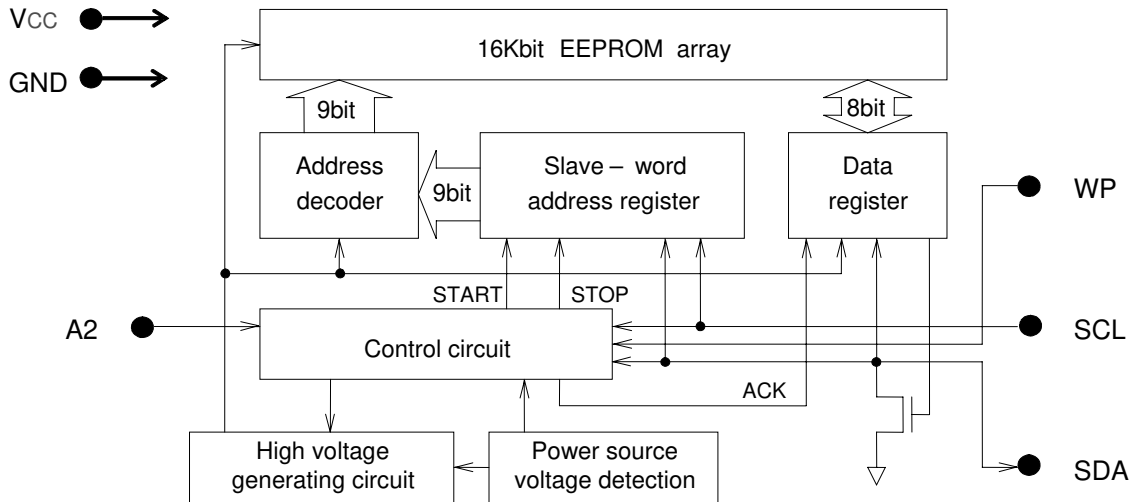 VCC
16Kbit EEPROM array
GND
9bit
8bit
Address
decoder
9bit
Slave – word
address register
Data
register
WP
START
STOP
A2
Control circuit
SCL
ACK
High voltage
generating circuit
Power source
voltage detection
SDA